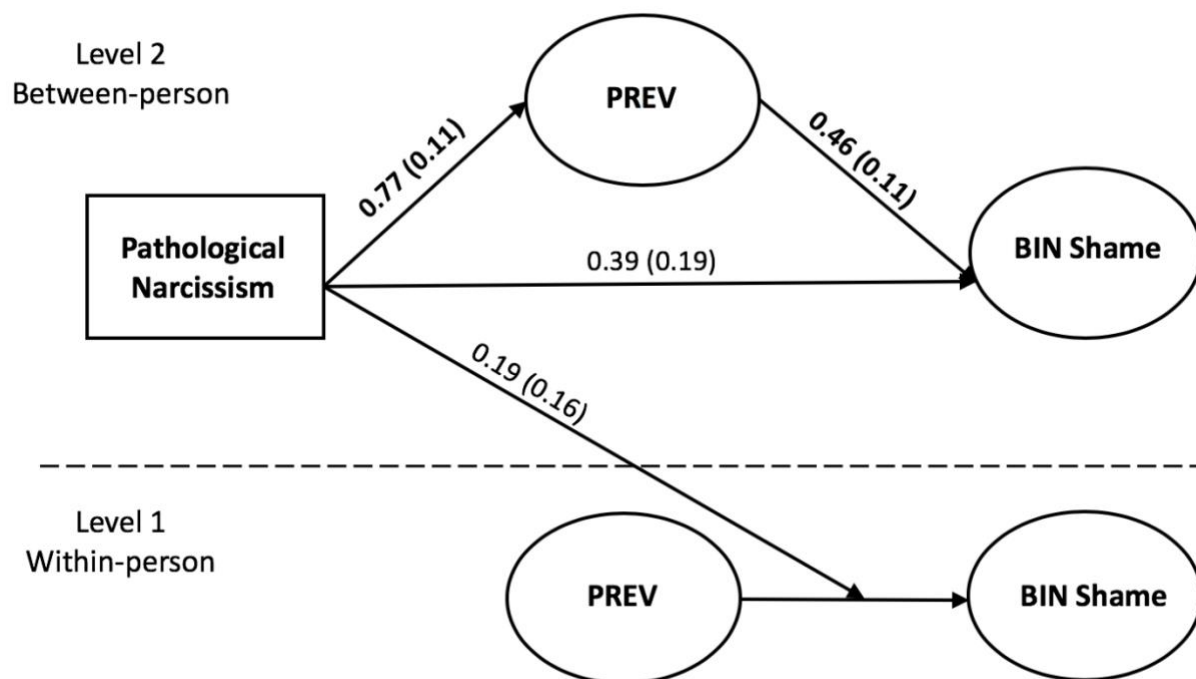 Level 2
Between-person
PREV
0.77 (0.11)
0.46 (0.11)
Pathological
Narcissism
0.39 (0.19)
BIN Shame
0.19 (0.16)
Level 1
Within-person
PREV
BIN Shame